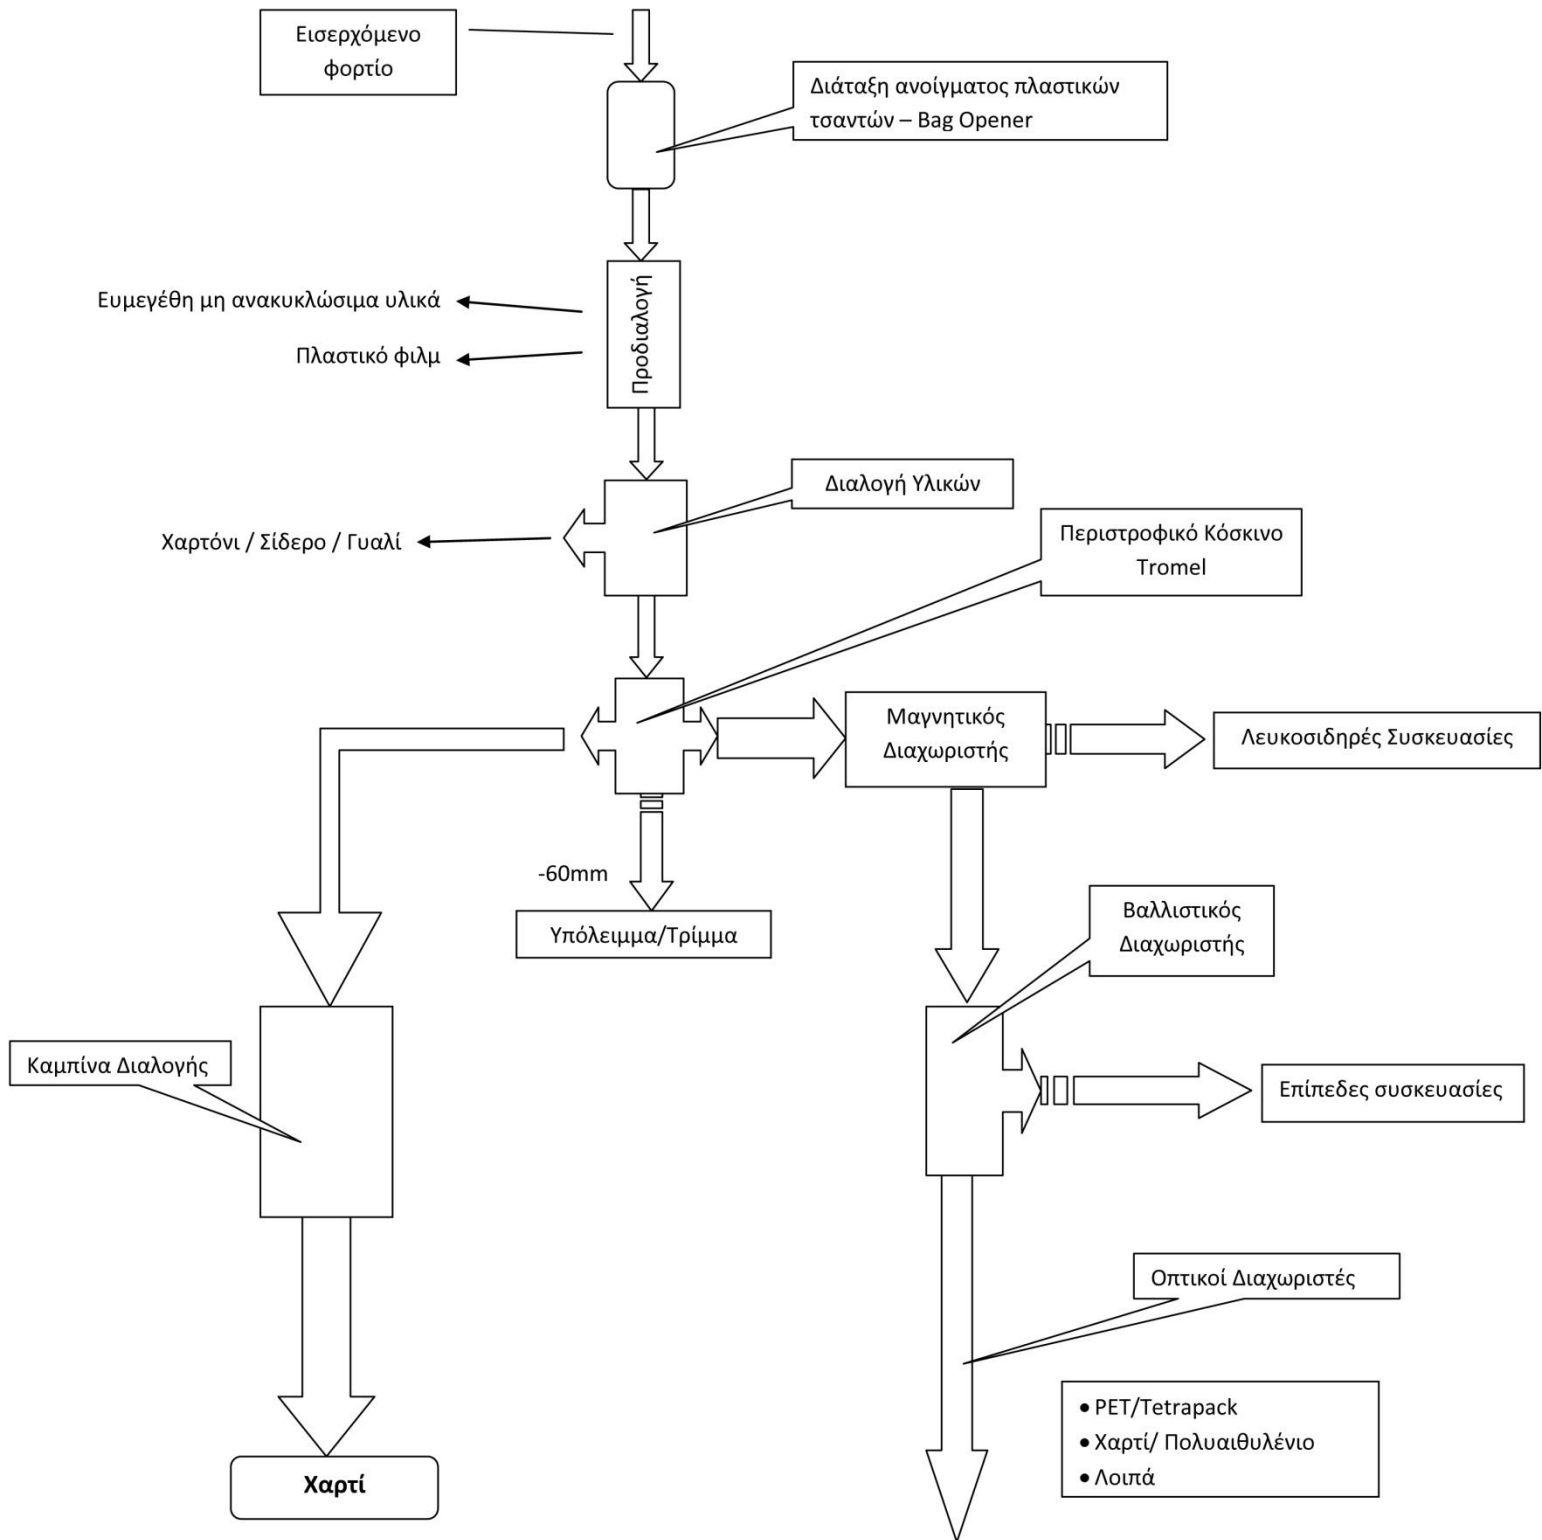 Εισερχόμενο
φορτίο
Διάταξη ανοίγματος πλαστικών
τσαντών – Bag Opener
Προδιαλογή
Ευμεγέθη μη ανακυκλώσιμα υλικά
Πλαστικό φιλμ
Διαλογή Υλικών
Χαρτόνι / Σίδερο / Γυαλί
Περιστροφικό Κόσκινο
Tromel
Μαγνητικός
Διαχωριστής
Λευκοσιδηρές Συσκευασίες
-60mm
Υπόλειμμα/Τρίμμα
Βαλλιστικός
Διαχωριστής
Καμπίνα Διαλογής
Επίπεδες συσκευασίες
Οπτικοί Διαχωριστές
• PET/Tetrapack
• Χαρτί/ Πολυαιθυλένιο
• Λοιπά
Χαρτί